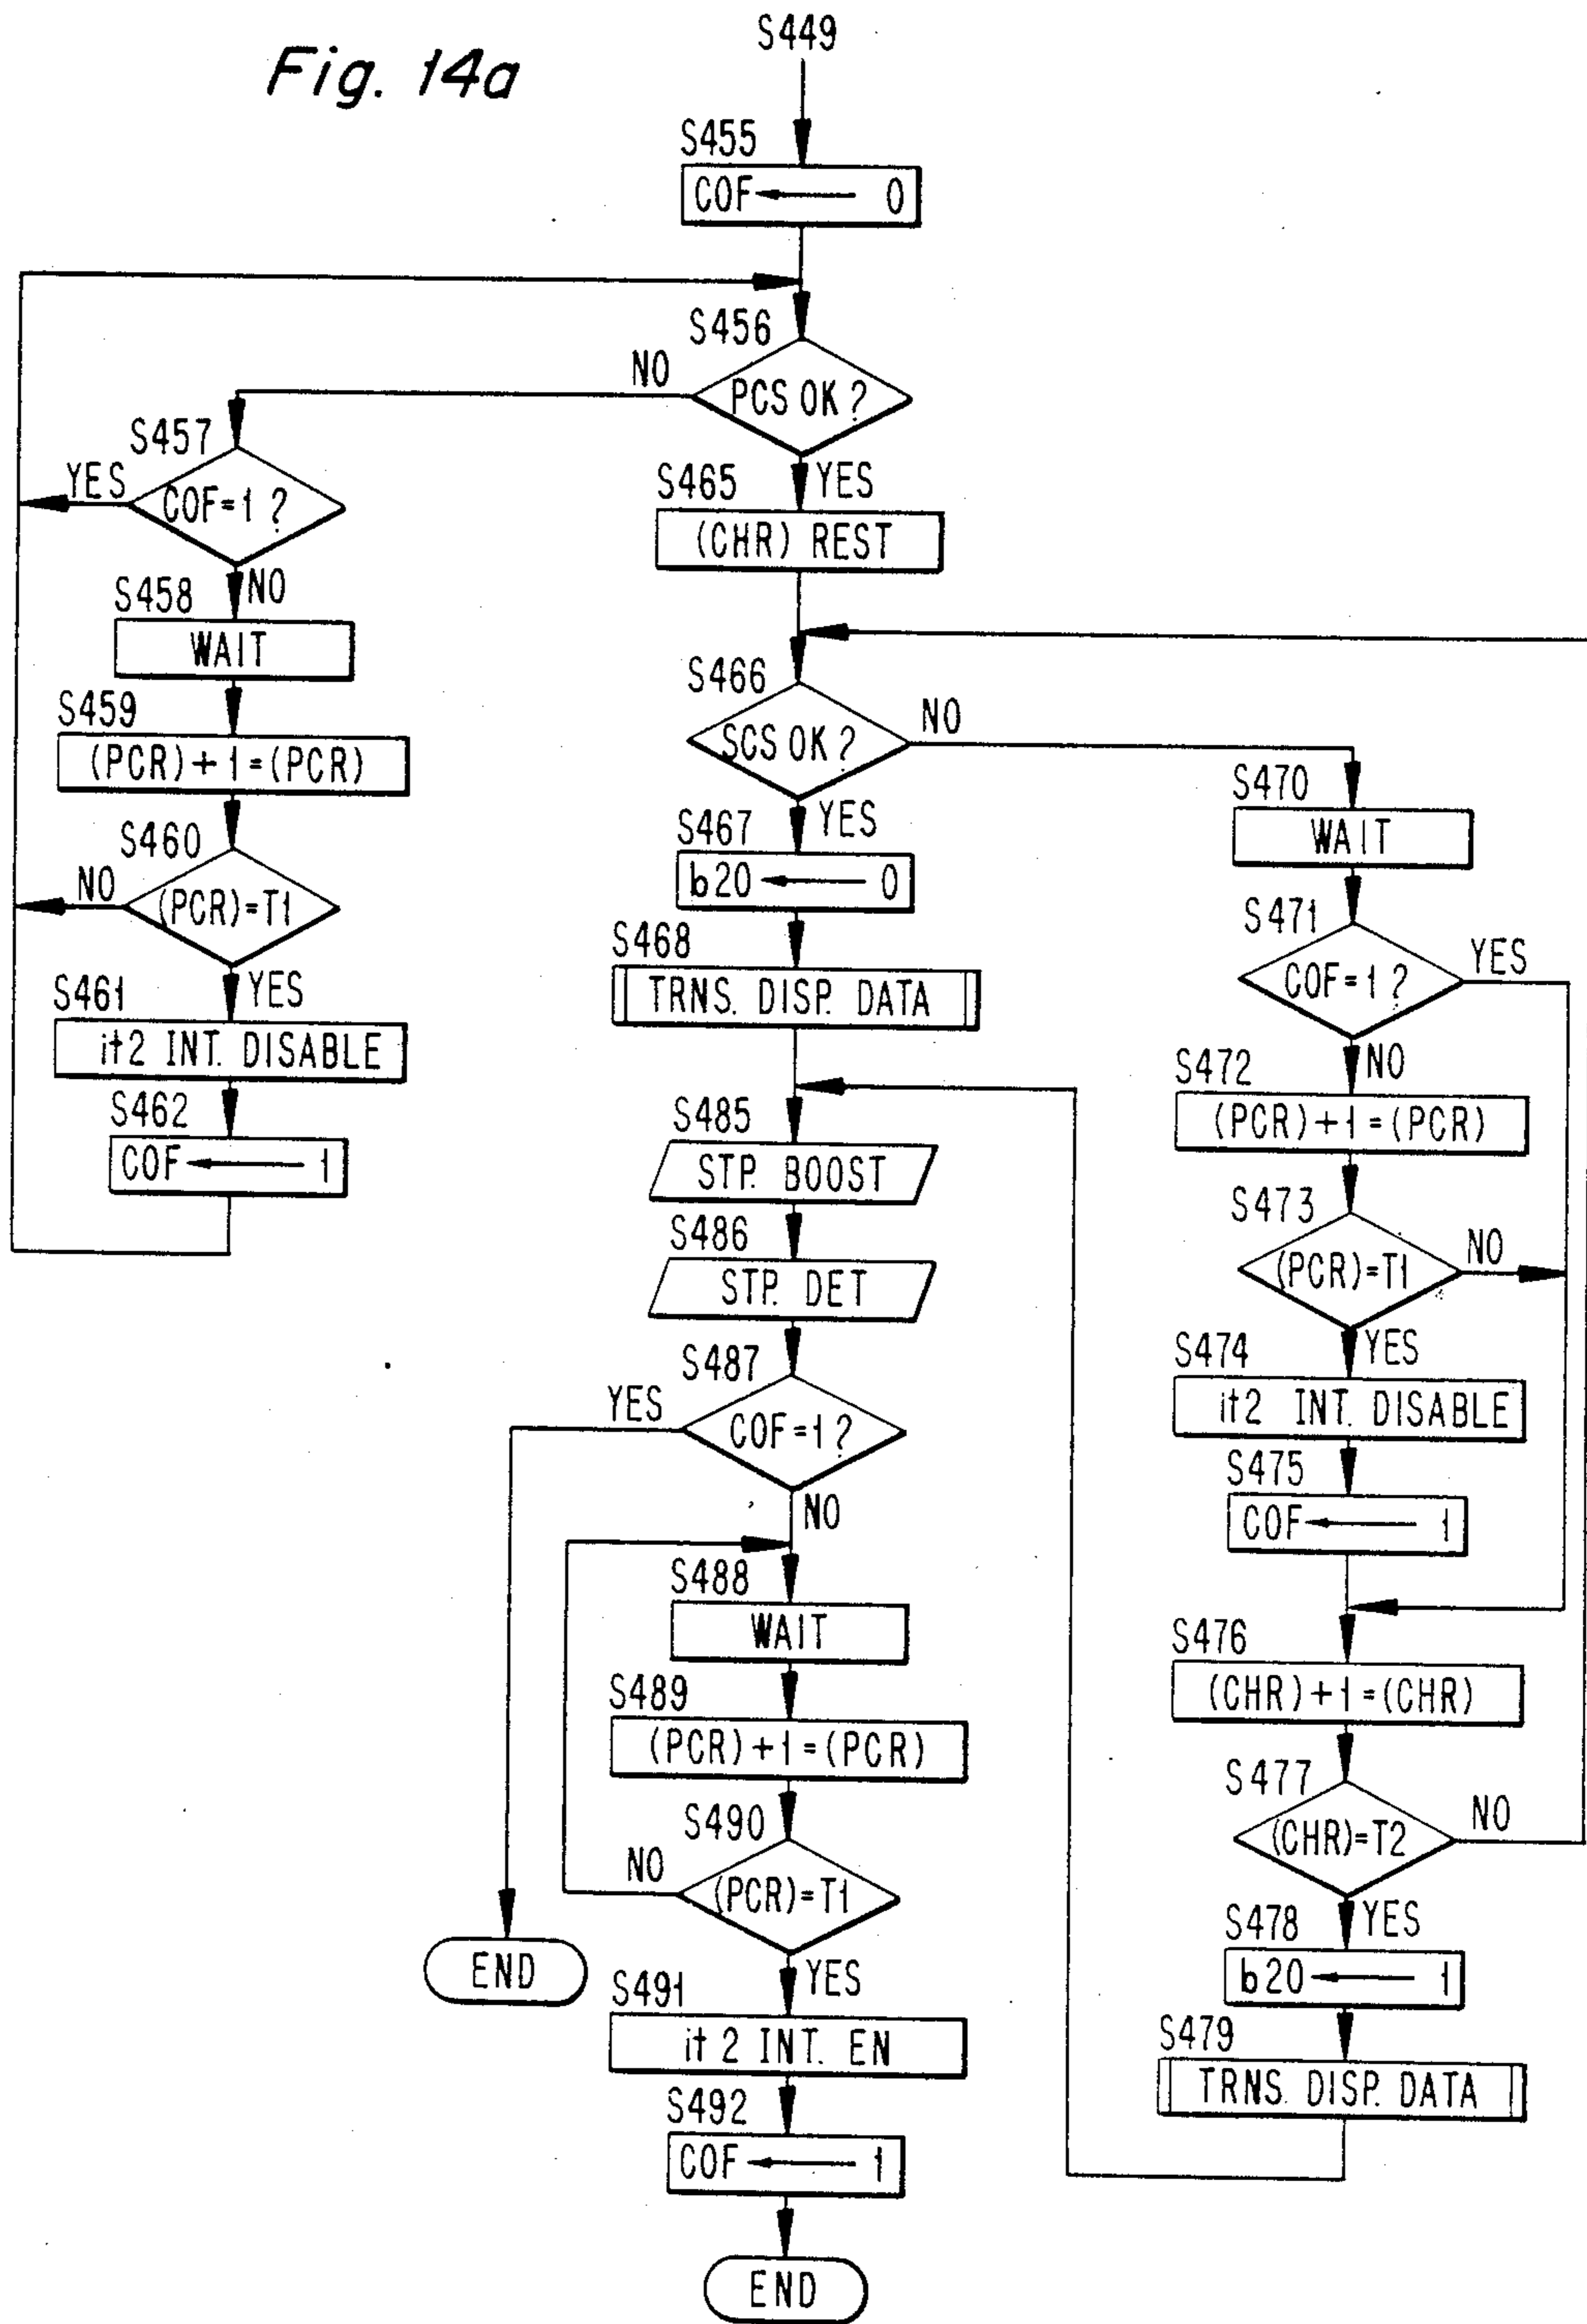 Fig. 14a
S449
S455
COF ← 0
S456
PCS OK ?
NO
YES
S457
COF=1 ?
YES
NO
S458
WAIT
S459
(PCR)+1=(PCR)
S460
(PCR)=T1
NO
YES
S461
it2 INT. DISABLE
S462
COF ← 1
S465
(CHR) REST
S466
SCS OK ?
NO
YES
S467
b20 ← 0
S468
TRNS. DISP. DATA
S470
WAIT
S471
COF=1 ?
YES
NO
S472
(PCR)+1=(PCR)
S473
(PCR)=T1
NO
YES
S474
it2 INT. DISABLE
S475
COF ← 1
S476
(CHR)+1=(CHR)
S477
(CHR)=T2
NO
YES
S478
b20 ← 1
S479
TRNS. DISP. DATA
S485
STP. BOOST
S486
STP. DET
S487
COF=1 ?
YES
NO
END
S488
WAIT
S489
(PCR)+1=(PCR)
S490
(PCR)=T1
NO
YES
S491
it 2 INT. EN
S492
COF ← 1
END